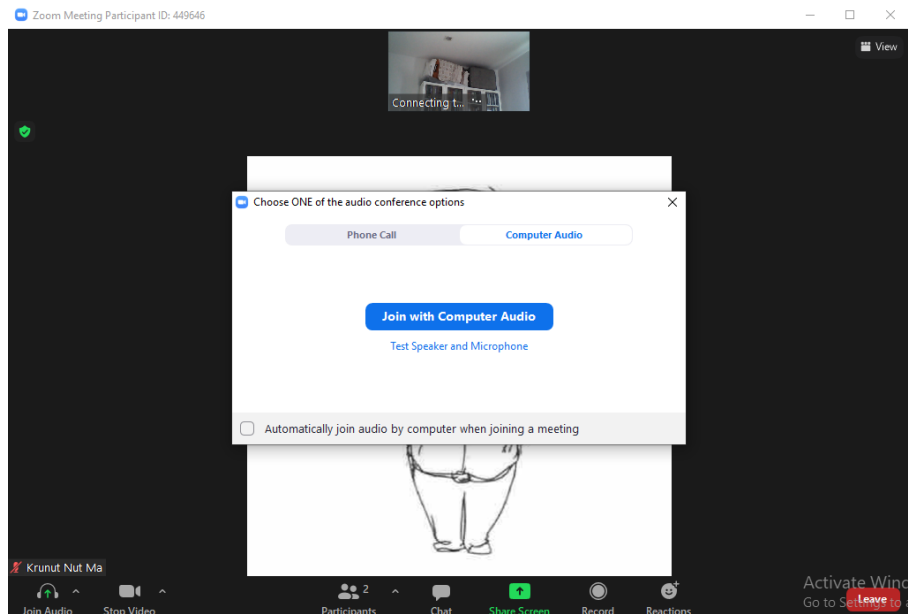 Zoom Meeting Participant ID: 449646
View
Connecting t...
Choose ONE of the audio conference options
Phone Call
Computer Audio
Join with Computer Audio
Test Speaker and Microphone
Automatically join audio by computer when joining a meeting
Krunut Nut Ma
Join Audio
Stop Video
2
Participants
Chat
Share Screen
Record
Reactions
Activate Wind
Go to Settings to a
Leave